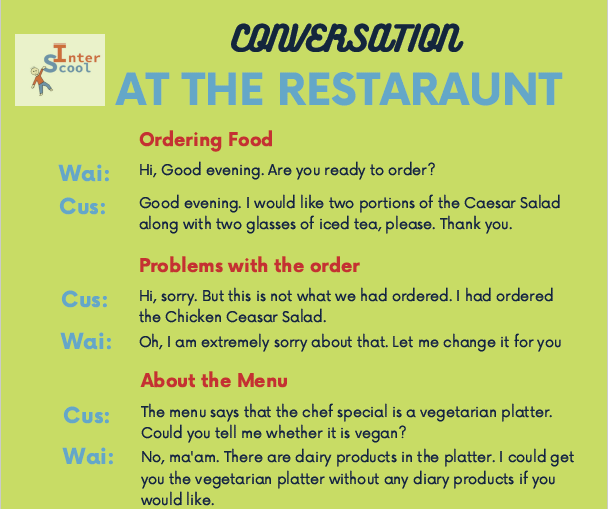 Inter
Scool
CONVERSATION
AT THE RESTARAUNT
Ordering Food
Wai: Hi, Good evening. Are you ready to order?
Cus: Good evening. I would like two portions of the Caesar Salad
along with two glasses of iced tea, please. Thank you.
Problems with the order
Cus: Hi, sorry. But this is not what we had ordered. I had ordered
the Chicken Ceasar Salad.
Wai: Oh, I am extremely sorry about that. Let me change it for you
About the Menu
Cus: The menu says that the chef special is a vegetarian platter.
Could you tell me whether it is vegan?
Wai: No, ma'am. There are dairy products in the platter. I could get
you the vegetarian platter without any diary products if you
would like.